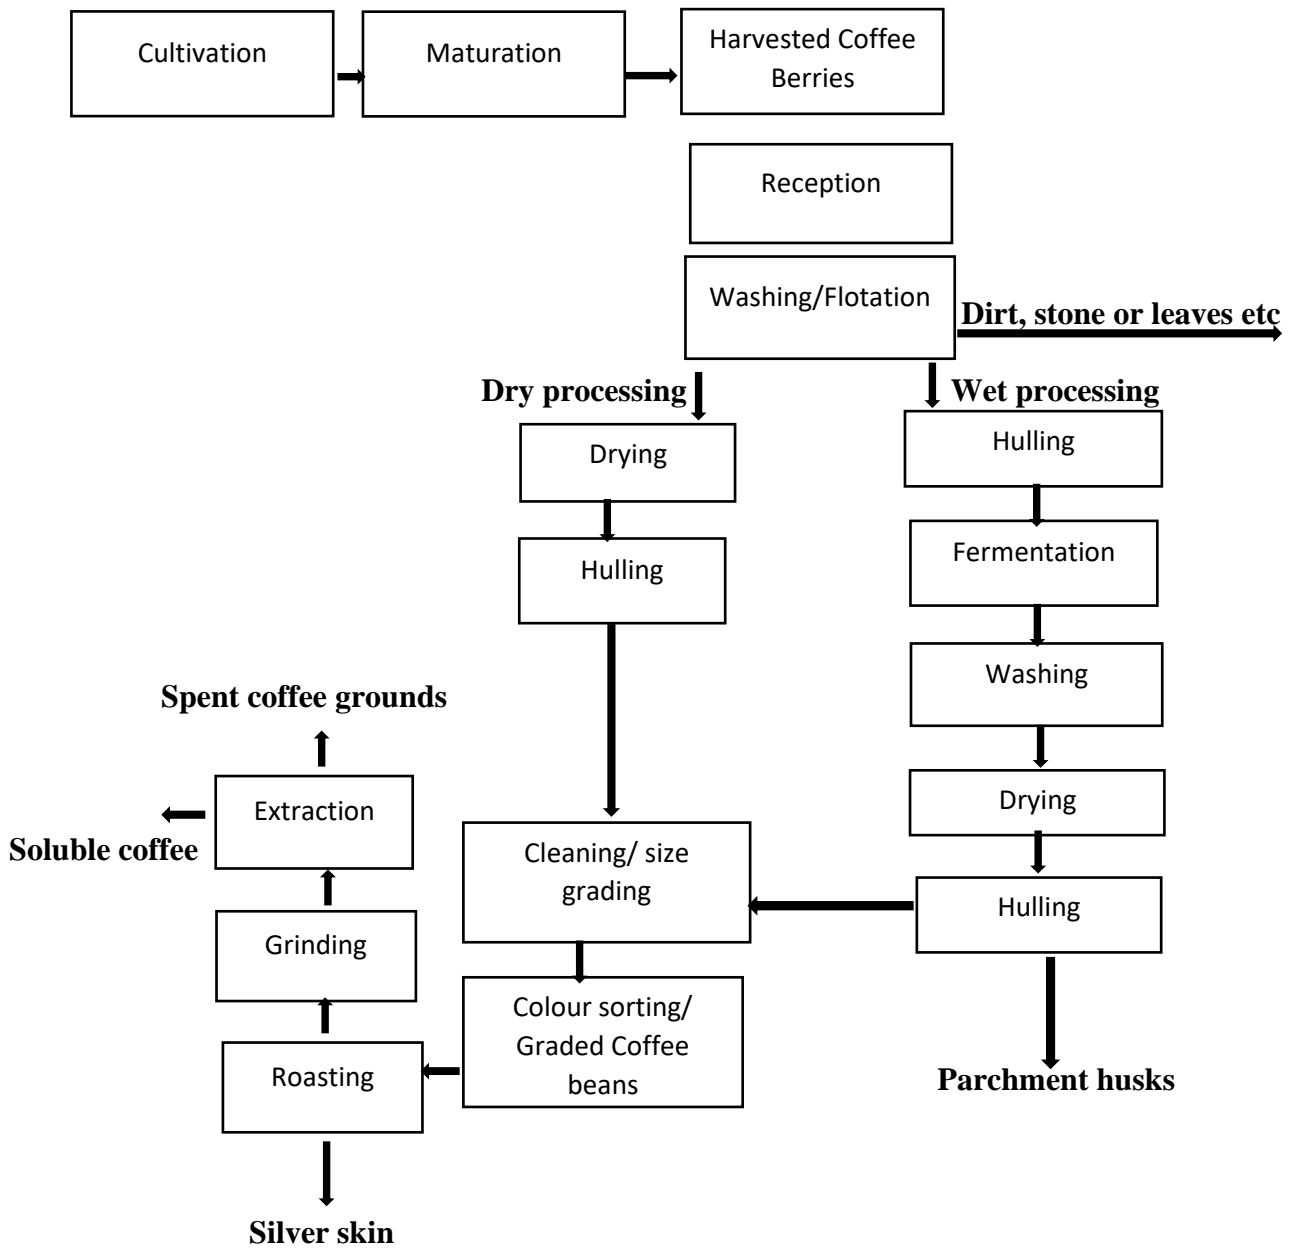 Cultivation
Maturation
Harvested Coffee
Berries
Reception
Washing/Flotation
Dirt, stone or leaves etc
Dry processing
Wet processing
Drying
Hulling
Hulling
Fermentation
Washing
Drying
Hulling
Parchment husks
Cleaning/ size
grading
Colour sorting/
Graded Coffee
beans
Roasting
Silver skin
Grinding
Extraction
Soluble coffee
Spent coffee grounds